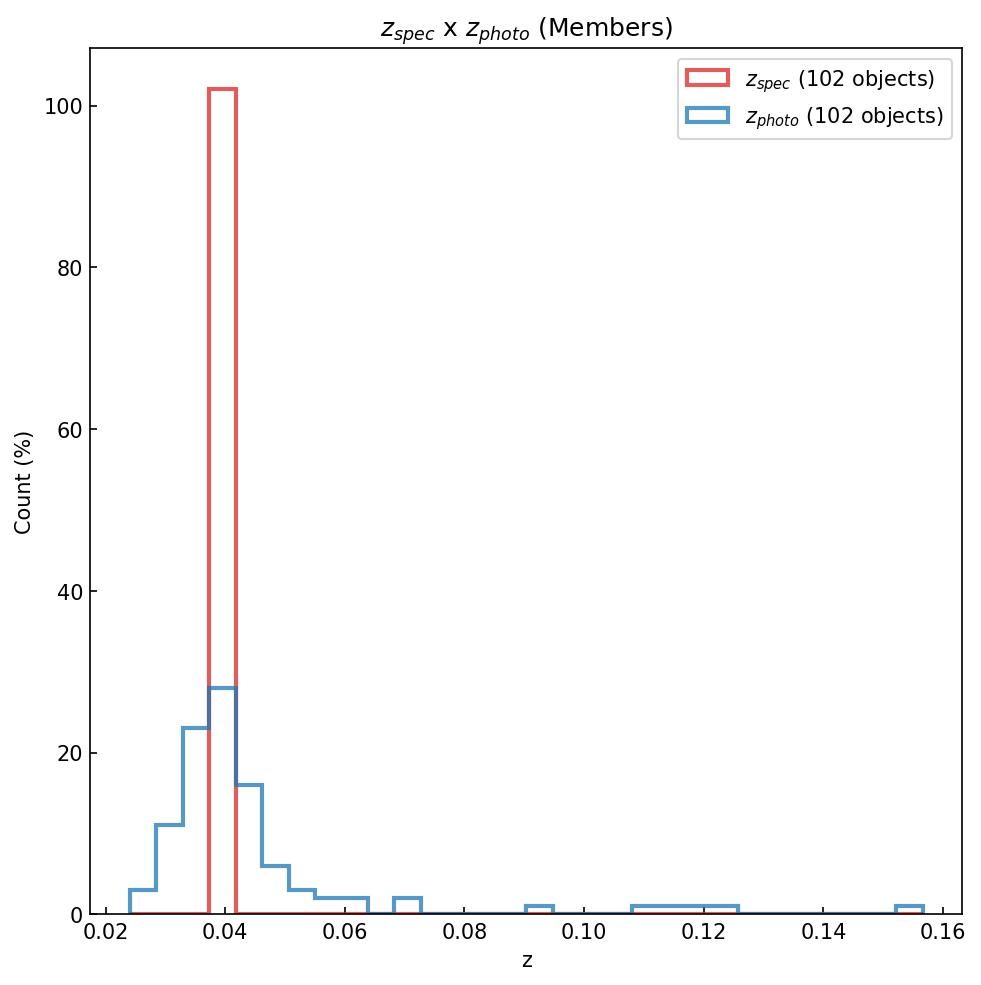 z_spec x z_photo (Members)
z_spec (102 objects)
z_photo (102 objects)
Count (%)
100
80
60
40
20
0
0.02 0.04 0.06 0.08 0.10 0.12 0.14 0.16
z